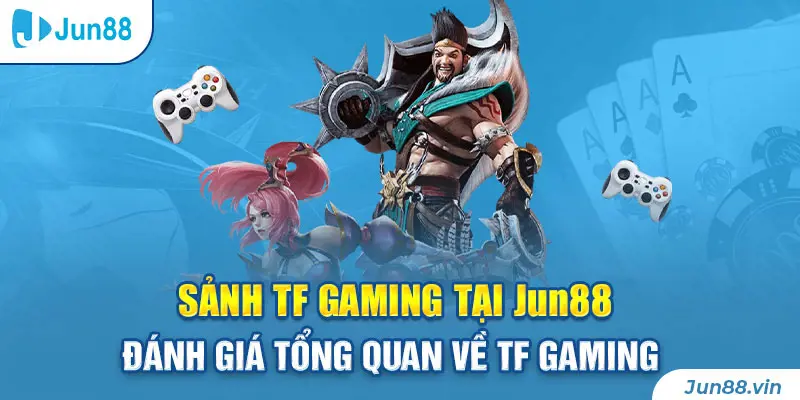 Jun88
A
A
A
A
SẢNH TF GAMING TẠI Jun88
ĐÁNH GIÁ TỔNG QUAN VỀ TF GAMING
Jun88.vin